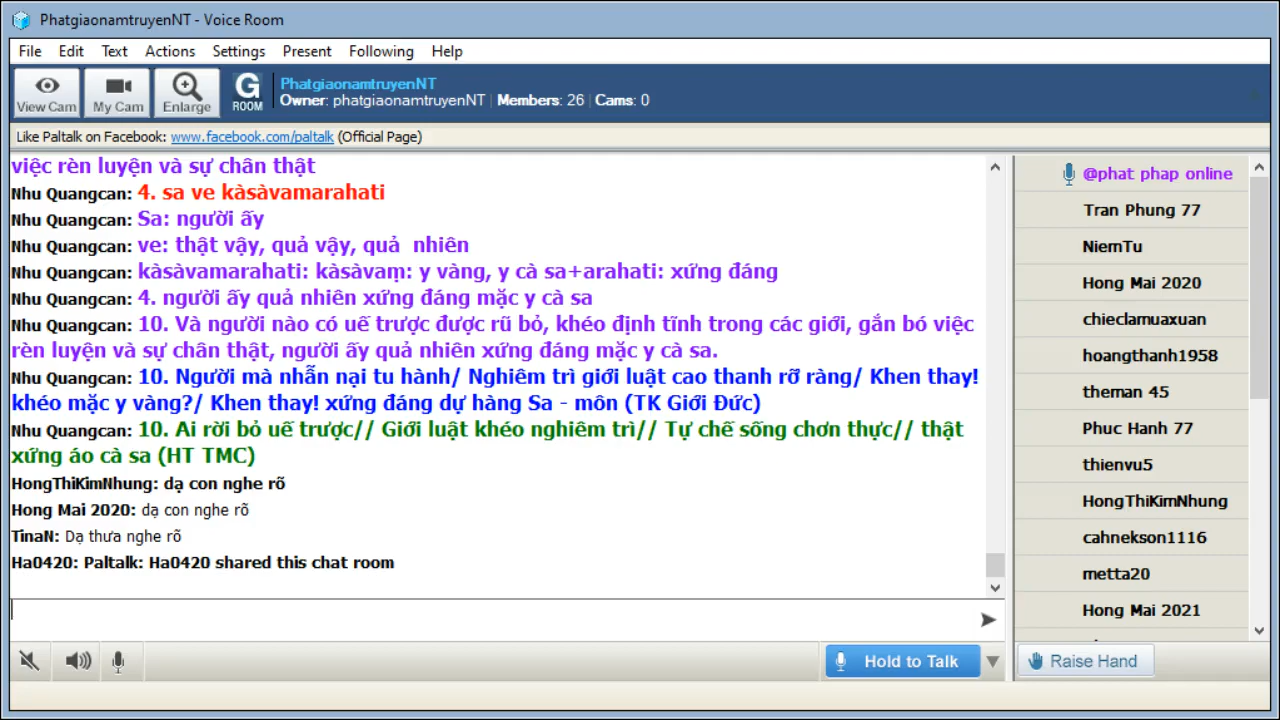 PhatgiaonamtruyenNT - Voice Room
File Edit Text Actions Settings Present Following Help
View Cam My Cam Enlarge G ROOM
PhatgiaonamtruyenNT
Owner: phatgiaonamtruyenNT | Members: 26 | Cams: 0
Like Paltalk on Facebook: www.facebook.com/paltalk (Official Page)
việc rèn luyện và sự chân thật
Nhu Quangcan: 4. sa ve kàsàvamarahati
Nhu Quangcan: Sa: người ấy
Nhu Quangcan: ve: thật vậy, quả vậy, quả nhiên
Nhu Quangcan: kàsàvamarahati: kàsàvaṃ: y vàng, y cà sa+arahati: xứng đáng
Nhu Quangcan: 4. người ấy quả nhiên xứng đáng mặc y cà sa
Nhu Quangcan: 10. Và người nào có uế trược được rũ bỏ, khéo định tĩnh trong các giới, gắn bó việc
rèn luyện và sự chân thật, người ấy quả nhiên xứng đáng mặc y cà sa.
Nhu Quangcan: 10. Người mà nhẫn nại tu hành/ Nghiêm trì giới luật cao thanh rỡ ràng/ Khen thay!
khéo mặc y vàng?/ Khen thay! xứng đáng dự hàng Sa - môn (TK Giới Đức)
Nhu Quangcan: 10. Ai rời bỏ uế trược// Giới luật khéo nghiêm trì// Tự chế sống chơn thực// thật
xứng áo cà sa (HT TMC)
HongThiKimNhung: dạ con nghe rõ
Hong Mai 2020: dạ con nghe rõ
TinaN: Dạ thưa nghe rõ
Ha0420: Paltalk: Ha0420 shared this chat room
Hold to Talk
@phat phap online
Tran Phung 77
NiemTu
Hong Mai 2020
chieclamuaxuan
hoangthanh1958
theman 45
Phuc Hanh 77
thienvu5
HongThiKimNhung
cahnekson1116
metta20
Hong Mai 2021
Raise Hand